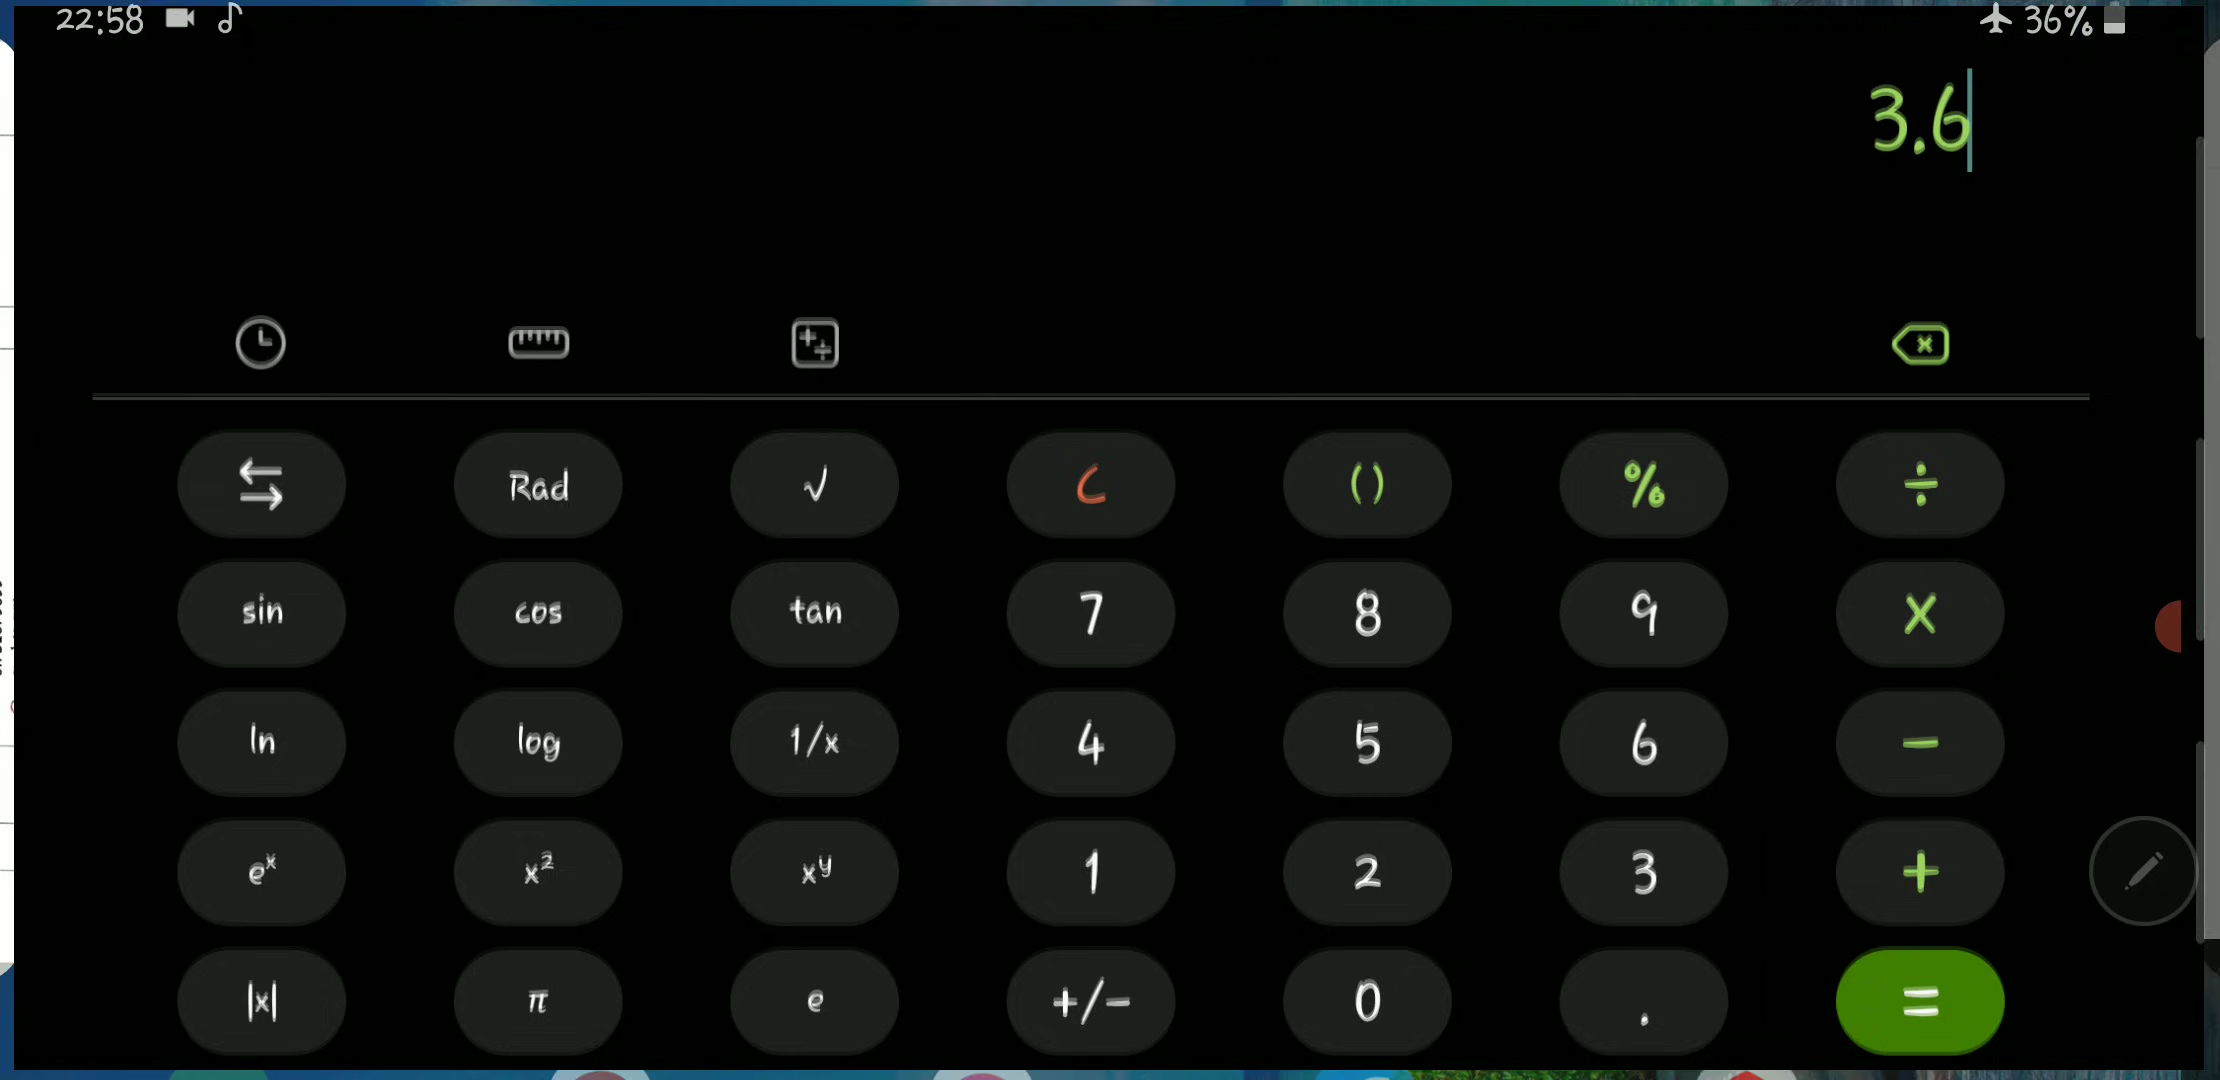 22:58 36%
3.6
Rad √ C () % ÷
sin cos tan 7 8 9 ×
ln log 1/x 4 5 6 −
eˣ x² xʸ 1 2 3 +
|x| π e +/− 0 . =